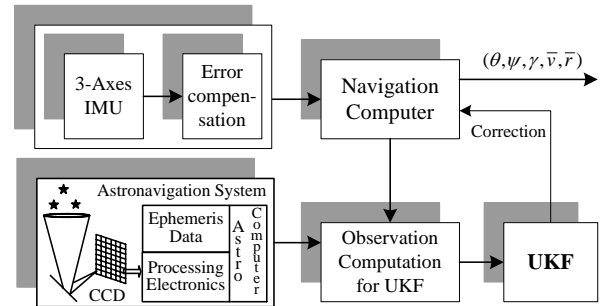 3-Axes
IMU
Error
compen-
sation
Navigation
Computer
(θ,ψ,γ,v̅,r̅)
Correction
Astronavigation System
Ephemeris
Data
Processing
Electronics
Astro
Computer
CCD
Observation
Computation
for UKF
UKF